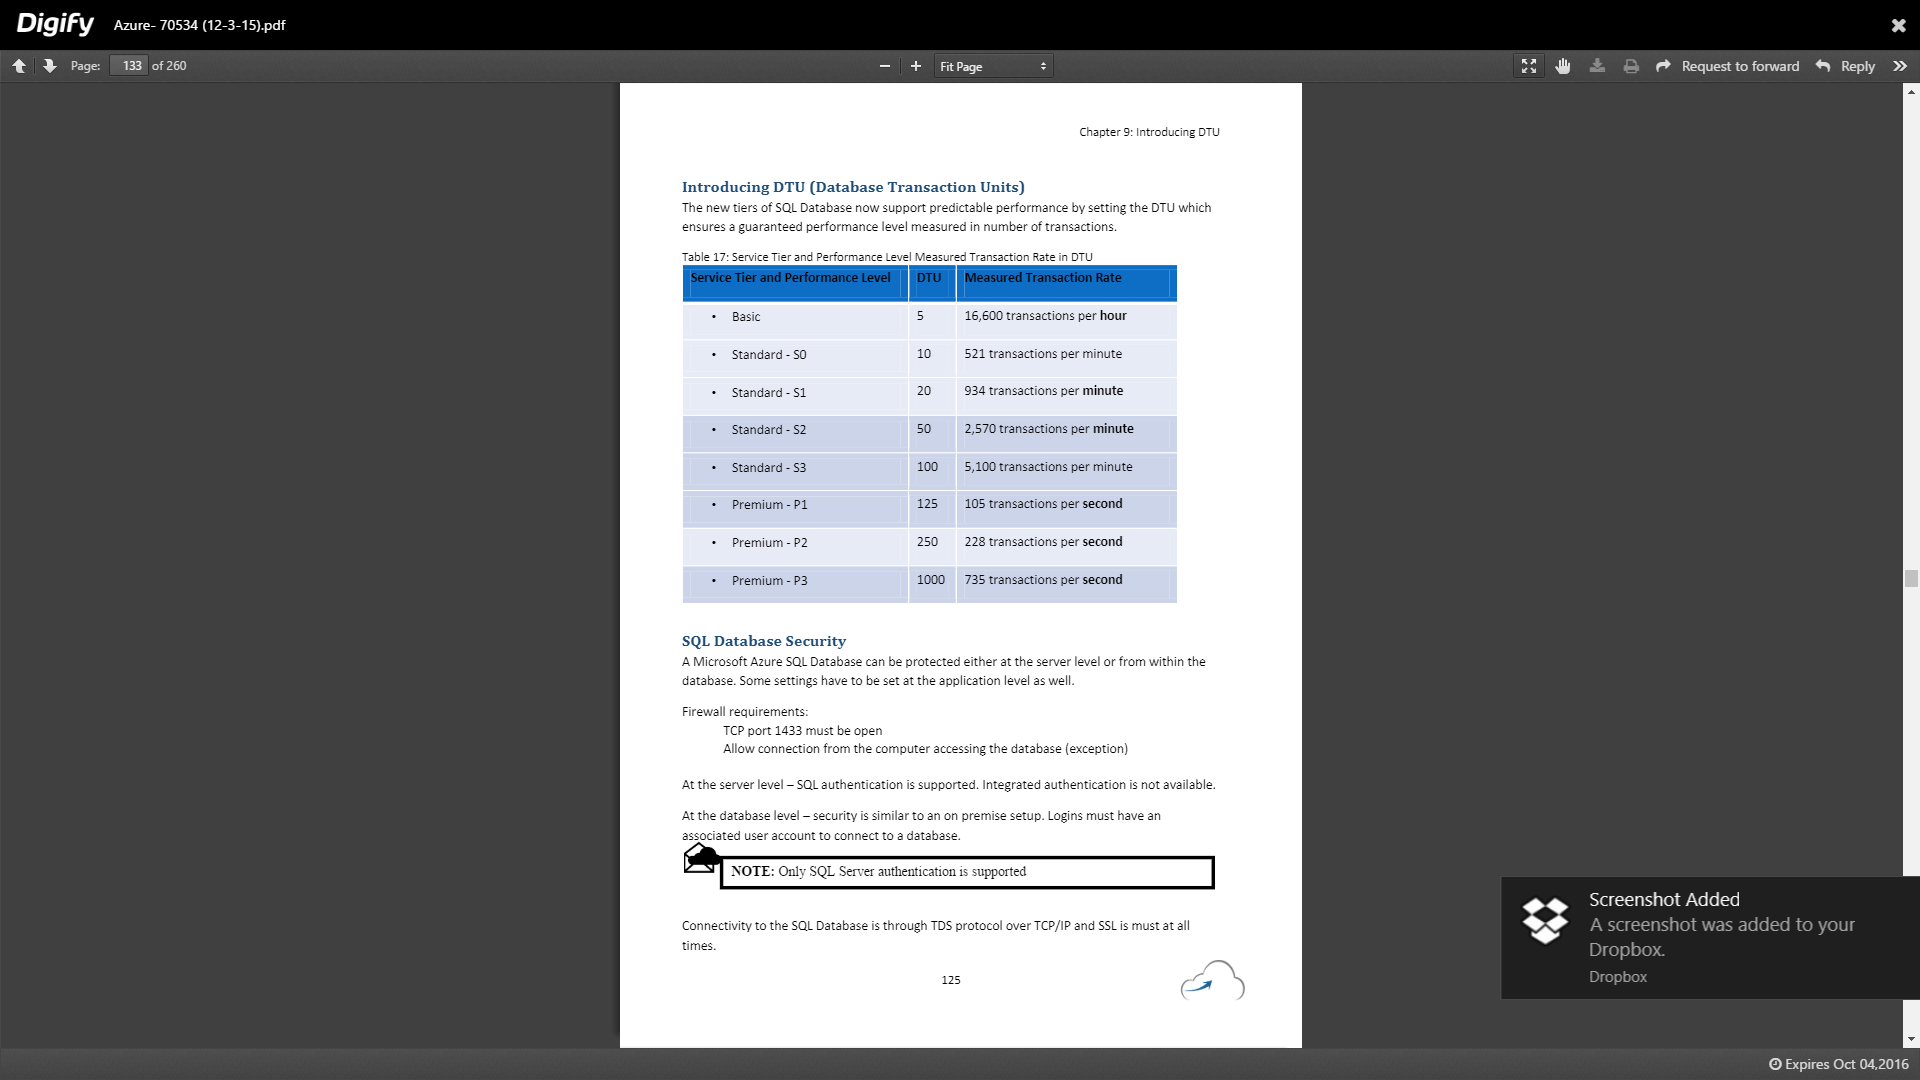 Digify Azure- 70534 (12-3-15).pdf
Page: 133 of 260 Fit Page Request to forward Reply
Chapter 9: Introducing DTU
Introducing DTU (Database Transaction Units)
The new tiers of SQL Database now support predictable performance by setting the DTU which
ensures a guaranteed performance level measured in number of transactions.
Table 17: Service Tier and Performance Level Measured Transaction Rate in DTU
Service Tier and Performance Level DTU Measured Transaction Rate
• Basic 5 16,600 transactions per hour
• Standard - S0 10 521 transactions per minute
• Standard - S1 20 934 transactions per minute
• Standard - S2 50 2,570 transactions per minute
• Standard - S3 100 5,100 transactions per minute
• Premium - P1 125 105 transactions per second
• Premium - P2 250 228 transactions per second
• Premium - P3 1000 735 transactions per second
SQL Database Security
A Microsoft Azure SQL Database can be protected either at the server level or from within the
database. Some settings have to be set at the application level as well.
Firewall requirements:
TCP port 1433 must be open
Allow connection from the computer accessing the database (exception)
At the server level – SQL authentication is supported. Integrated authentication is not available.
At the database level – security is similar to an on premise setup. Logins must have an
associated user account to connect to a database.
NOTE: Only SQL Server authentication is supported
Connectivity to the SQL Database is through TDS protocol over TCP/IP and SSL is must at all
times.
125
Screenshot Added
A screenshot was added to your
Dropbox.
Dropbox
Expires Oct 04,2016